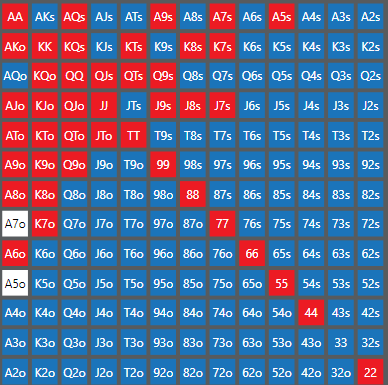 AA AKs AQs AJs ATs A9s A8s A7s A6s A5s A4s A3s A2s
AKo KK KQs KJs KTs K9s K8s K7s K6s K5s K4s K3s K2s
AQo KQo QQ QJs QTs Q9s Q8s Q7s Q6s Q5s Q4s Q3s Q2s
AJo KJo QJo JJ JTs J9s J8s J7s J6s J5s J4s J3s J2s
ATo KTo QTo JTo TT T9s T8s T7s T6s T5s T4s T3s T2s
A9o K9o Q9o J9o T9o 99 98s 97s 96s 95s 94s 93s 92s
A8o K8o Q8o J8o T8o 98o 88 87s 86s 85s 84s 83s 82s
A7o K7o Q7o J7o T7o 97o 87o 77 76s 75s 74s 73s 72s
A6o K6o Q6o J6o T6o 96o 86o 76o 66 65s 64s 63s 62s
A5o K5o Q5o J5o T5o 95o 85o 75o 65o 55 54s 53s 52s
A4o K4o Q4o J4o T4o 94o 84o 74o 64o 54o 44 43s 42s
A3o K3o Q3o J3o T3o 93o 83o 73o 63o 53o 43o 33 32s
A2o K2o Q2o J2o T2o 92o 82o 72o 62o 52o 42o 32o 22